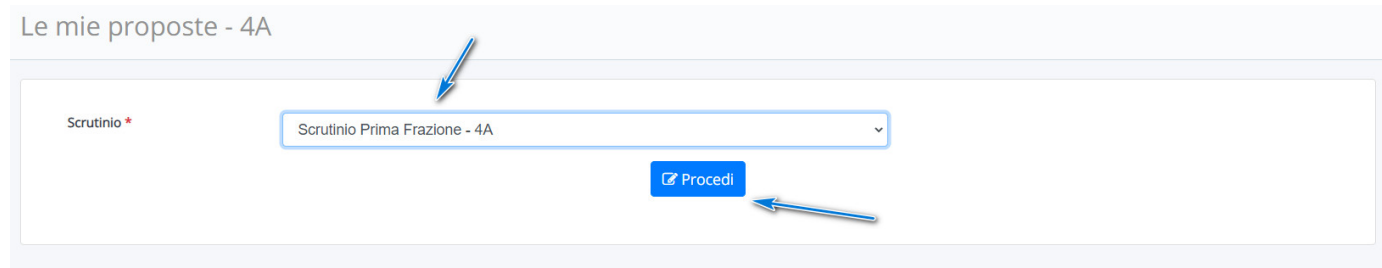 Le mie proposte - 4A
Scrutinio *
Scrutinio Prima Frazione - 4A
Procedi